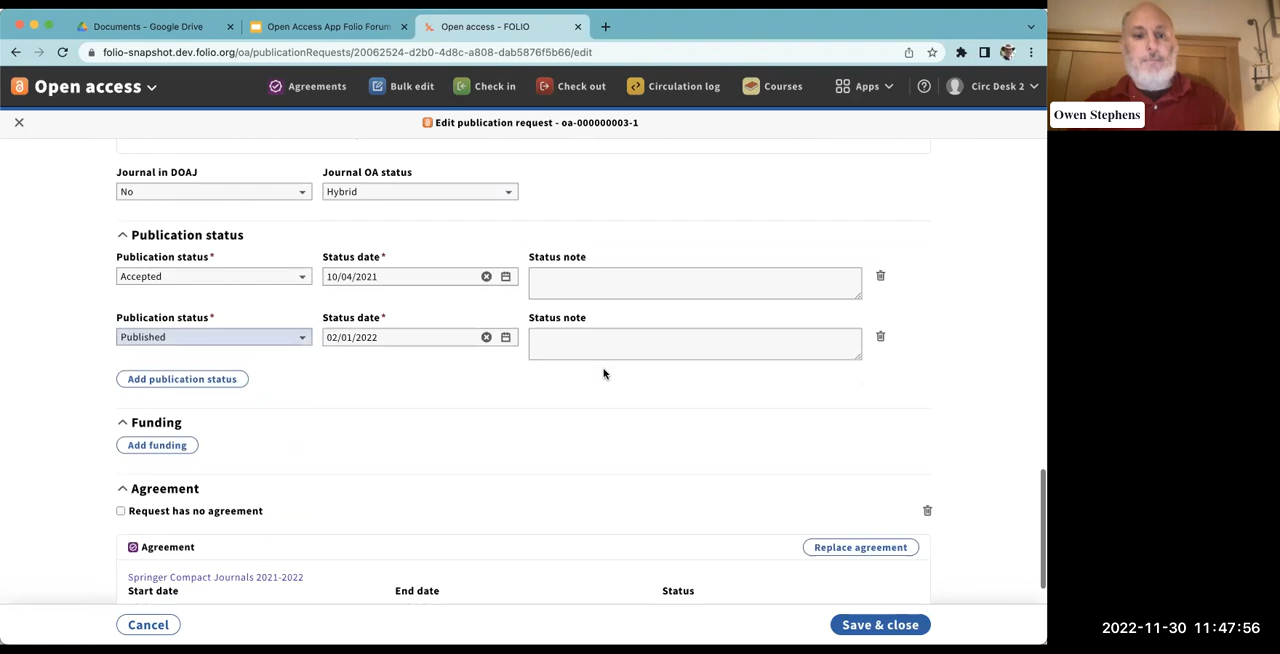 Documents - Google Drive
Open Access App Folio Forum
Open access - FOLIO
folio-snapshot.dev.folio.org/oa/publicationRequests/20062524-d2b0-4d8c-a808-dab5876f5b66/edit
Open access
Agreements
Bulk edit
Check in
Check out
Circulation log
Courses
Apps
Circ Desk 2
Owen Stephens
Edit publication request - oa-000000003-1
Journal in DOAJ
Journal OA status
No
Hybrid
Publication status
Publication status*
Status date*
Status note
Accepted
10/04/2021
Publication status*
Status date*
Status note
Published
02/01/2022
Add publication status
Funding
Add funding
Agreement
Request has no agreement
Agreement
Replace agreement
Springer Compact Journals 2021-2022
Start date
End date
Status
Cancel
Save & close
2022-11-30 11:47:56